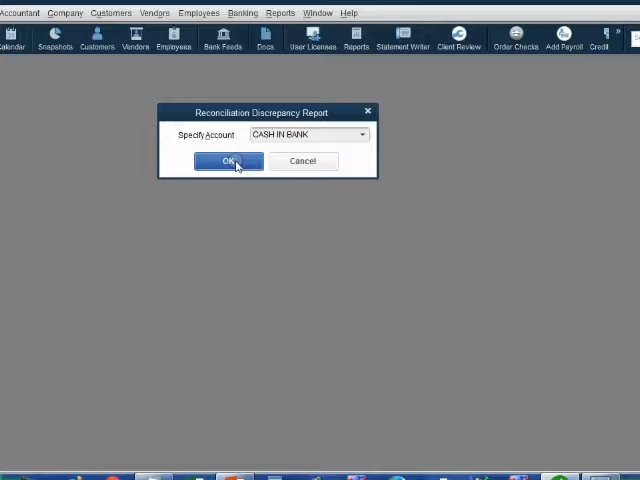 Accountant Company Customers Vendors Employees Banking Reports Window Help
Calendar Snapshots Customers Vendors Employees Bank Feeds Docs User Licenses Reports Statement Writer Client Review Order Checks Add Payroll Credit »
Reconciliation Discrepancy Report
Specify Account CASH IN BANK
OK Cancel